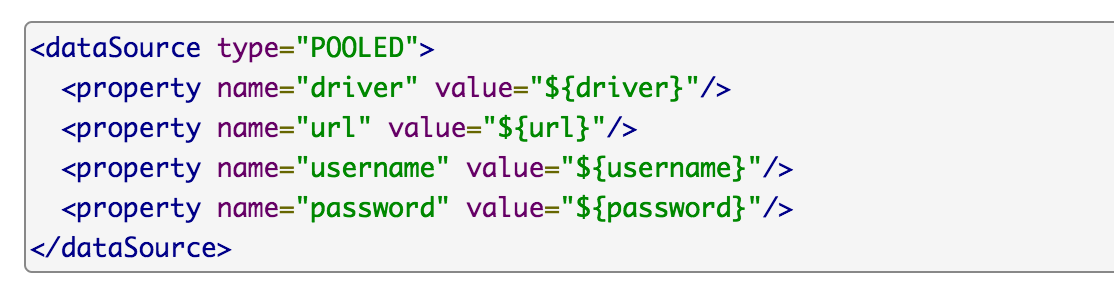 <dataSource type="POOLED">
  <property name="driver" value="${driver}"/>
  <property name="url" value="${url}"/>
  <property name="username" value="${username}"/>
  <property name="password" value="${password}"/>
</dataSource>